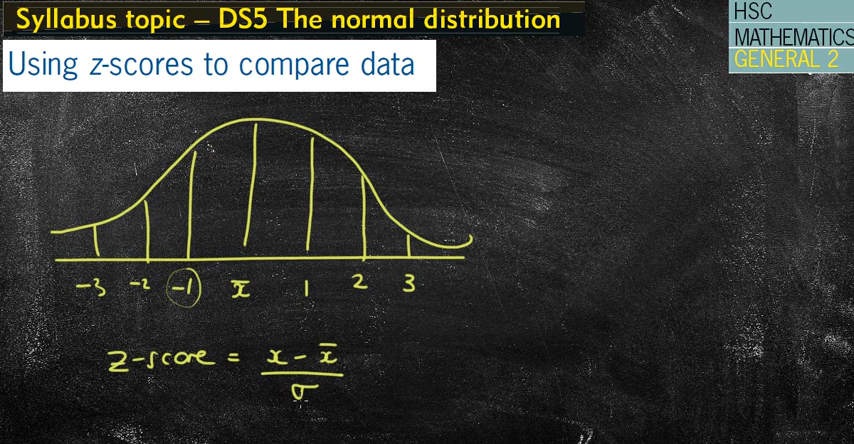 Syllabus topic – DS5 The normal distribution
HSC
MATHEMATICS
GENERAL 2
Using z-scores to compare data
-3 -2 -1 x̄ 1 2 3
z-score = x - x̄
σ